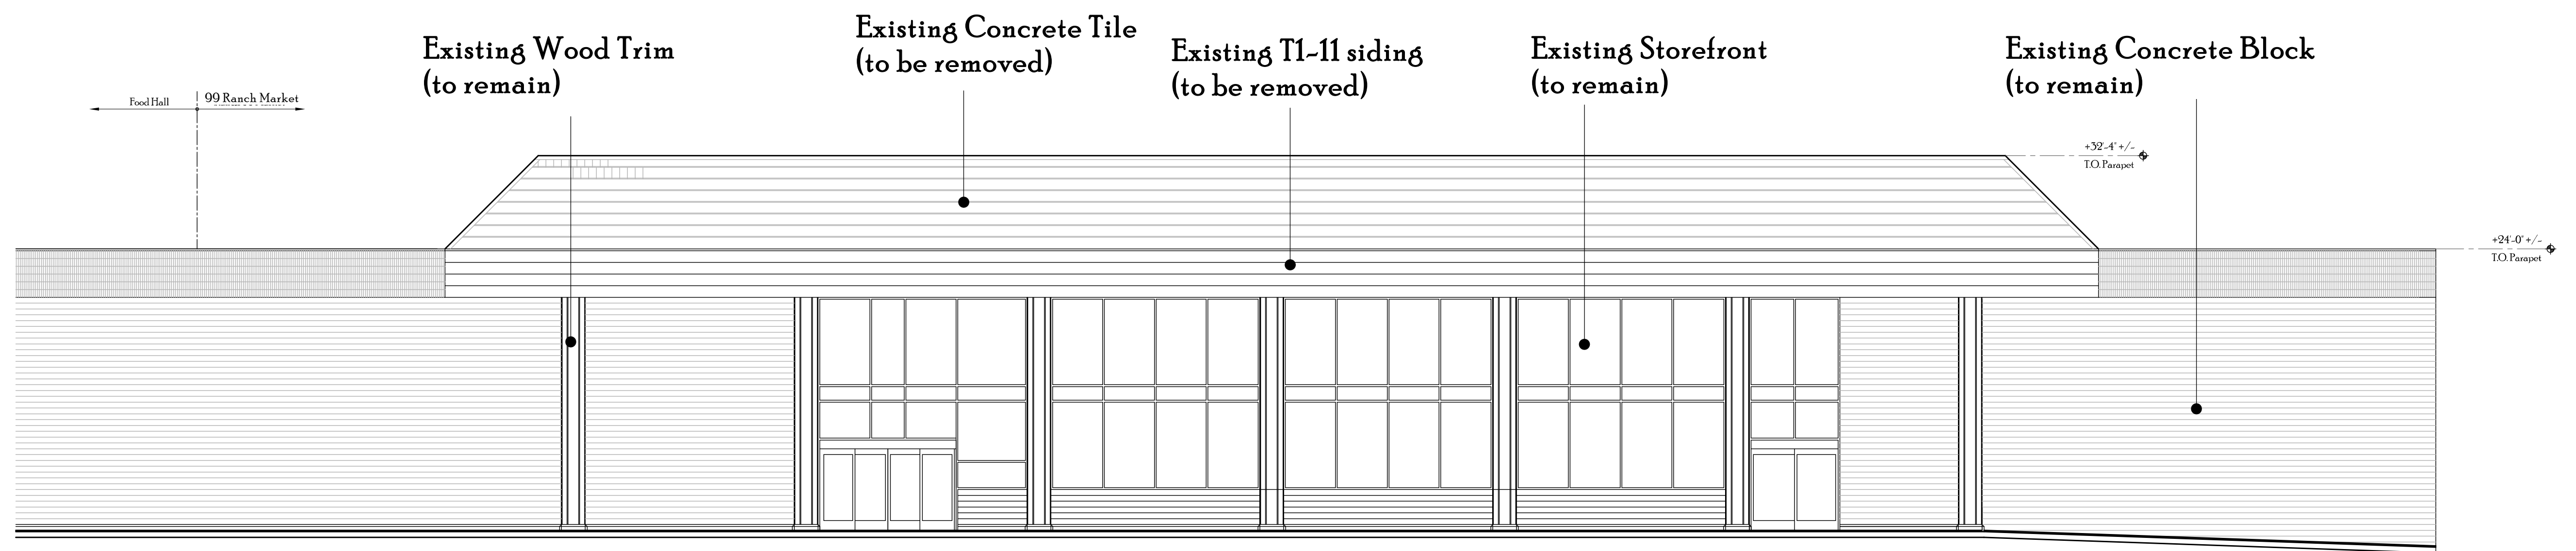 Existing Wood Trim
(to remain)
Existing Concrete Tile
(to be removed)
Existing T1-11 siding
(to be removed)
Existing Storefront
(to remain)
Existing Concrete Block
(to remain)
Food Hall
99 Ranch Market
+32'-4" +/-
T.O. Parapet
+24'-0" +/-
T.O. Parapet